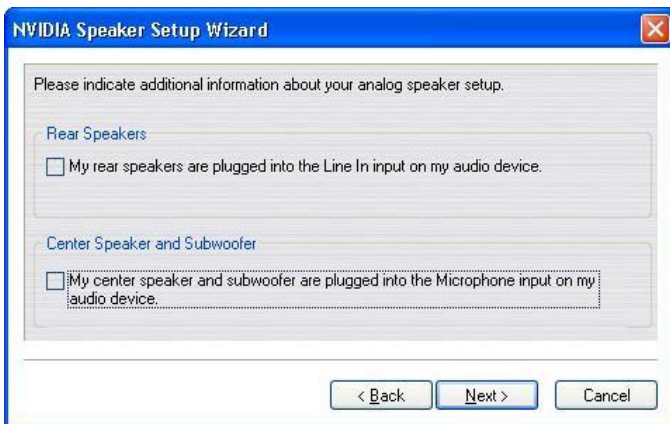 NVIDIA Speaker Setup Wizard
Please indicate additional information about your analog speaker setup.
Rear Speakers
My rear speakers are plugged into the Line In input on my audio device.
Center Speaker and Subwoofer
My center speaker and subwoofer are plugged into the Microphone input on my
audio device.
< Back Next > Cancel